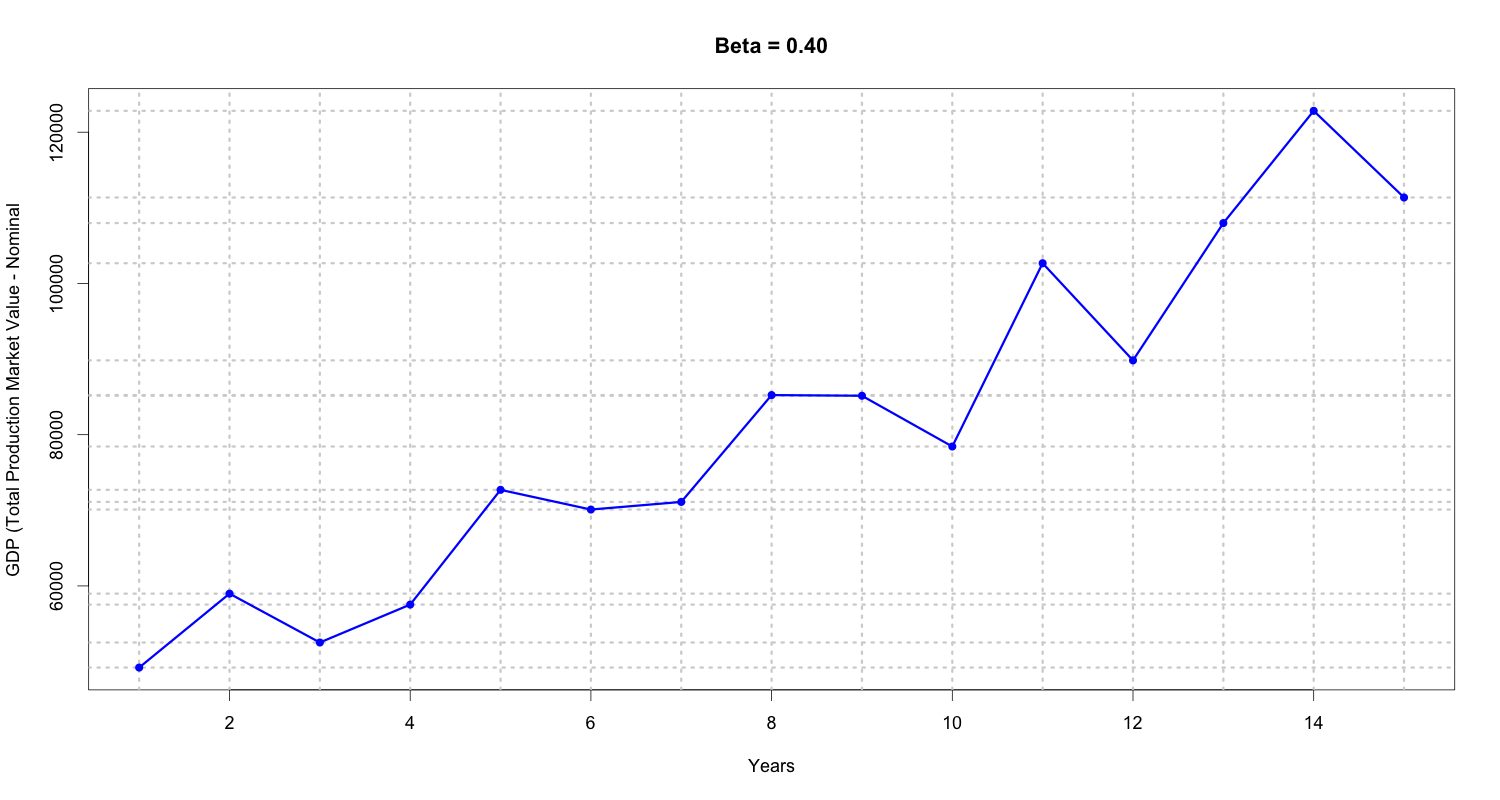 Beta = 0.40
GDP (Total Production Market Value - Nominal
120000
100000
80000
60000
2 4 6 8 10 12 14
Years